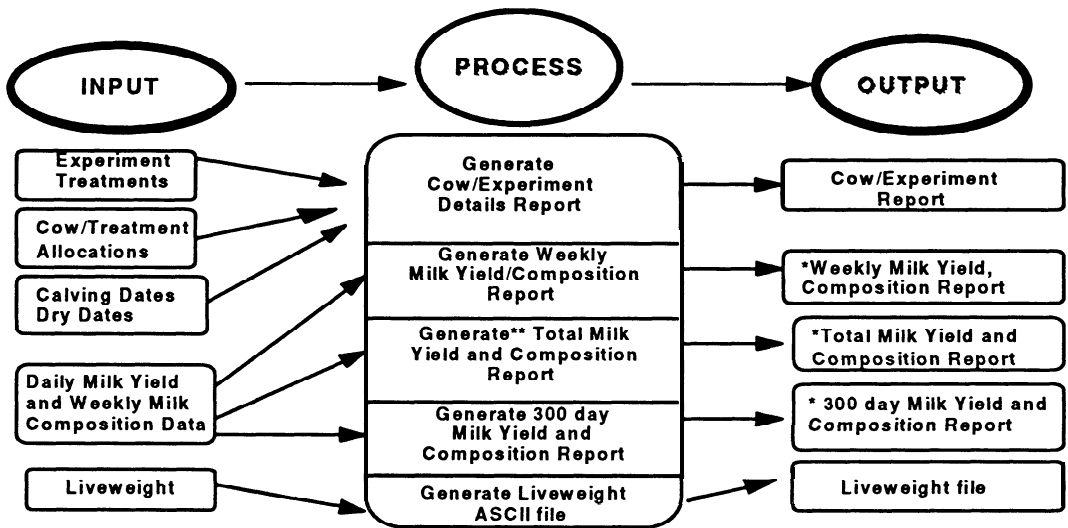 INPUT
PROCESS
OUTPUT
Experiment
Treatments
Cow/Treatment
Allocations
Calving Dates
Dry Dates
Daily Milk Yield
and Weekly Milk
Composition Data
Liveweight
Generate
Cow/Experiment
Details Report
Generate Weekly
Milk Yield/Composition
Report
Generate** Total Milk
Yield and Composition
Report
Generate 300 day
Milk Yield and
Composition Report
Generate Liveweight
ASCII file
Cow/Experiment
Report
*Weekly Milk Yield,
Composition Report
*Total Milk Yield and
Composition Report
* 300 day Milk Yield and
Composition Report
Liveweight file